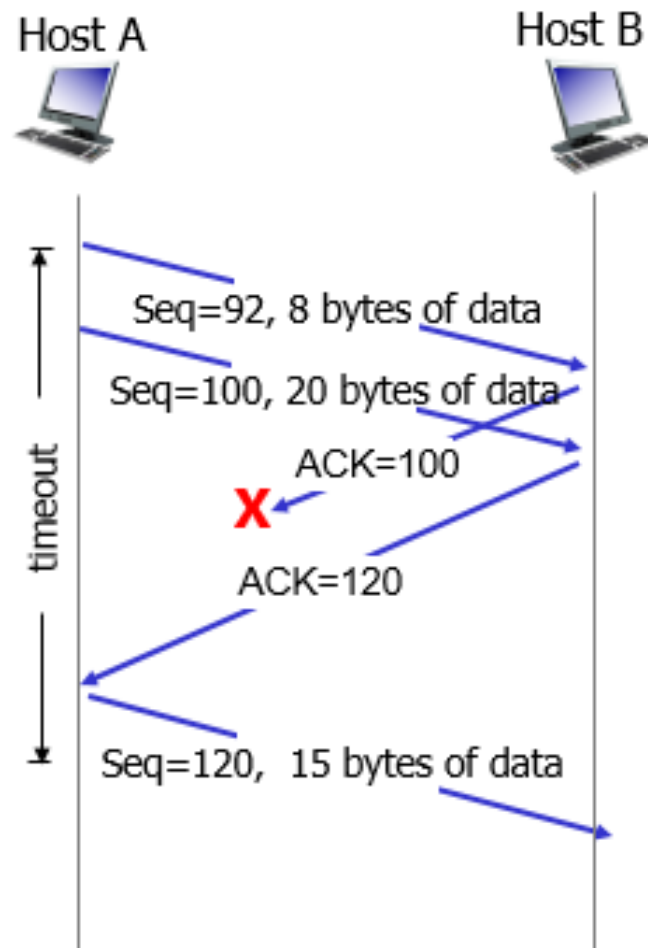 Host A
Host B
Seq=92, 8 bytes of data
Seq=100, 20 bytes of data
ACK=100
X
timeout
ACK=120
Seq=120, 15 bytes of data